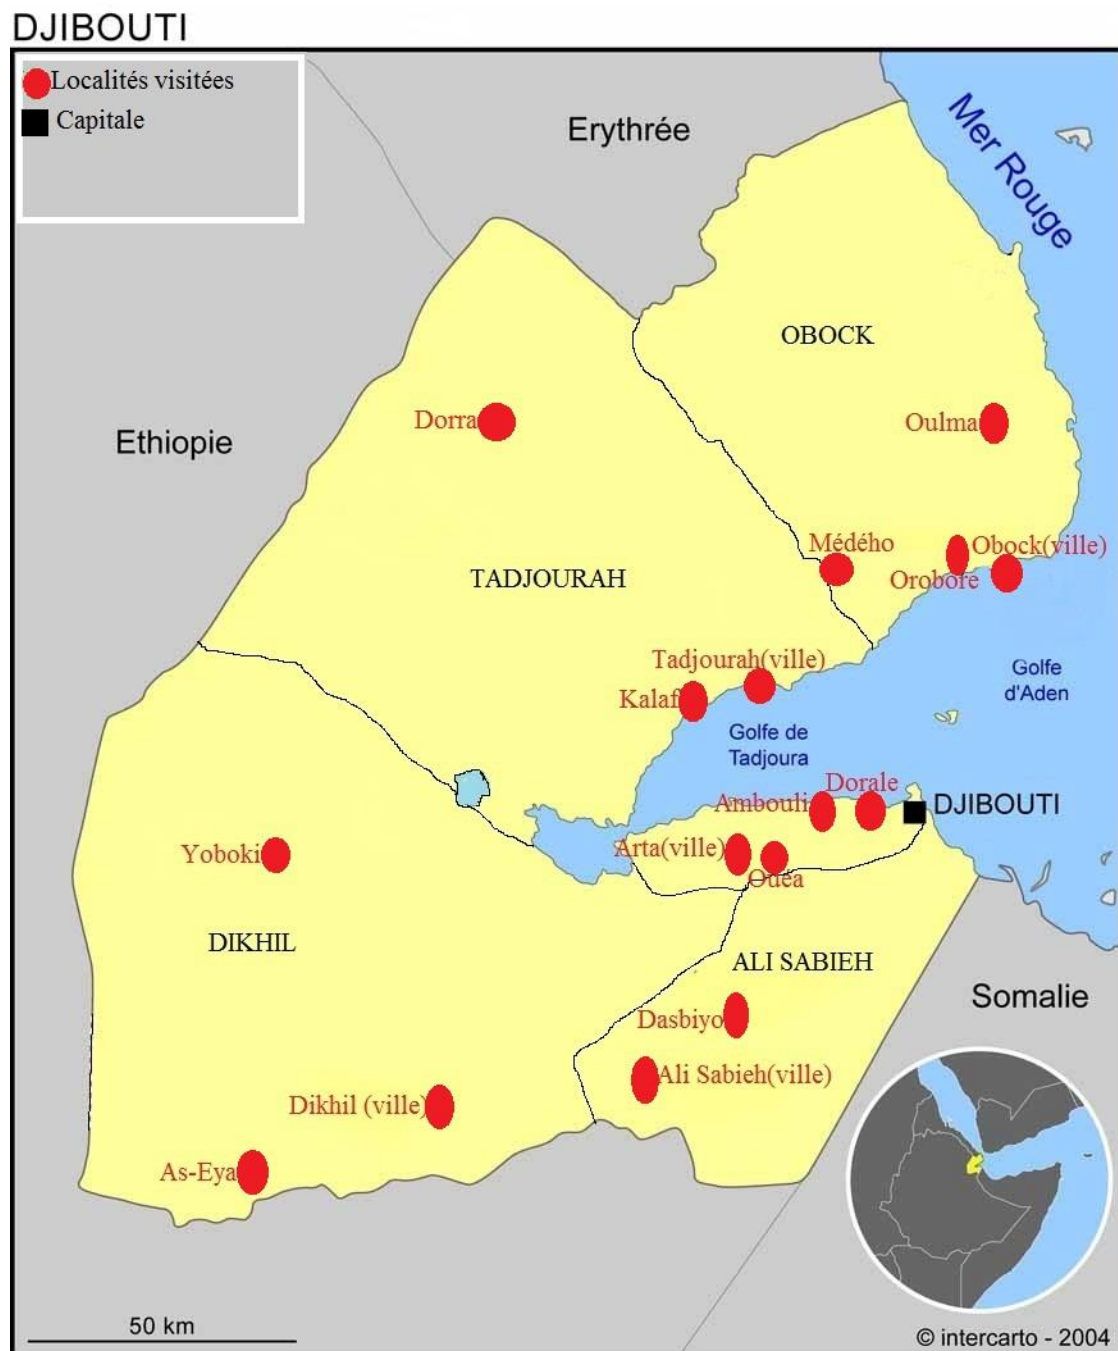 DJIBOUTI
Localités visitées
Capitale
Erythrée
Mer Rouge
OBOCK
Dorra
Oulma
Ethiopie
Médého
Obock(ville)
Orobore
TADJOURAH
Tadjourah(ville)
Kalaf
Golfe
d'Aden
Golfe de
Tadjoura
Dorale
Ambouli
DJIBOUTI
Arta(ville)
Yoboki
Ouéa
DIKHIL
ALI SABIEH
Somalie
Dasbiyo
Ali Sabieh(ville)
Dikhil (ville)
As-Eya
50 km
© intercarto - 2004